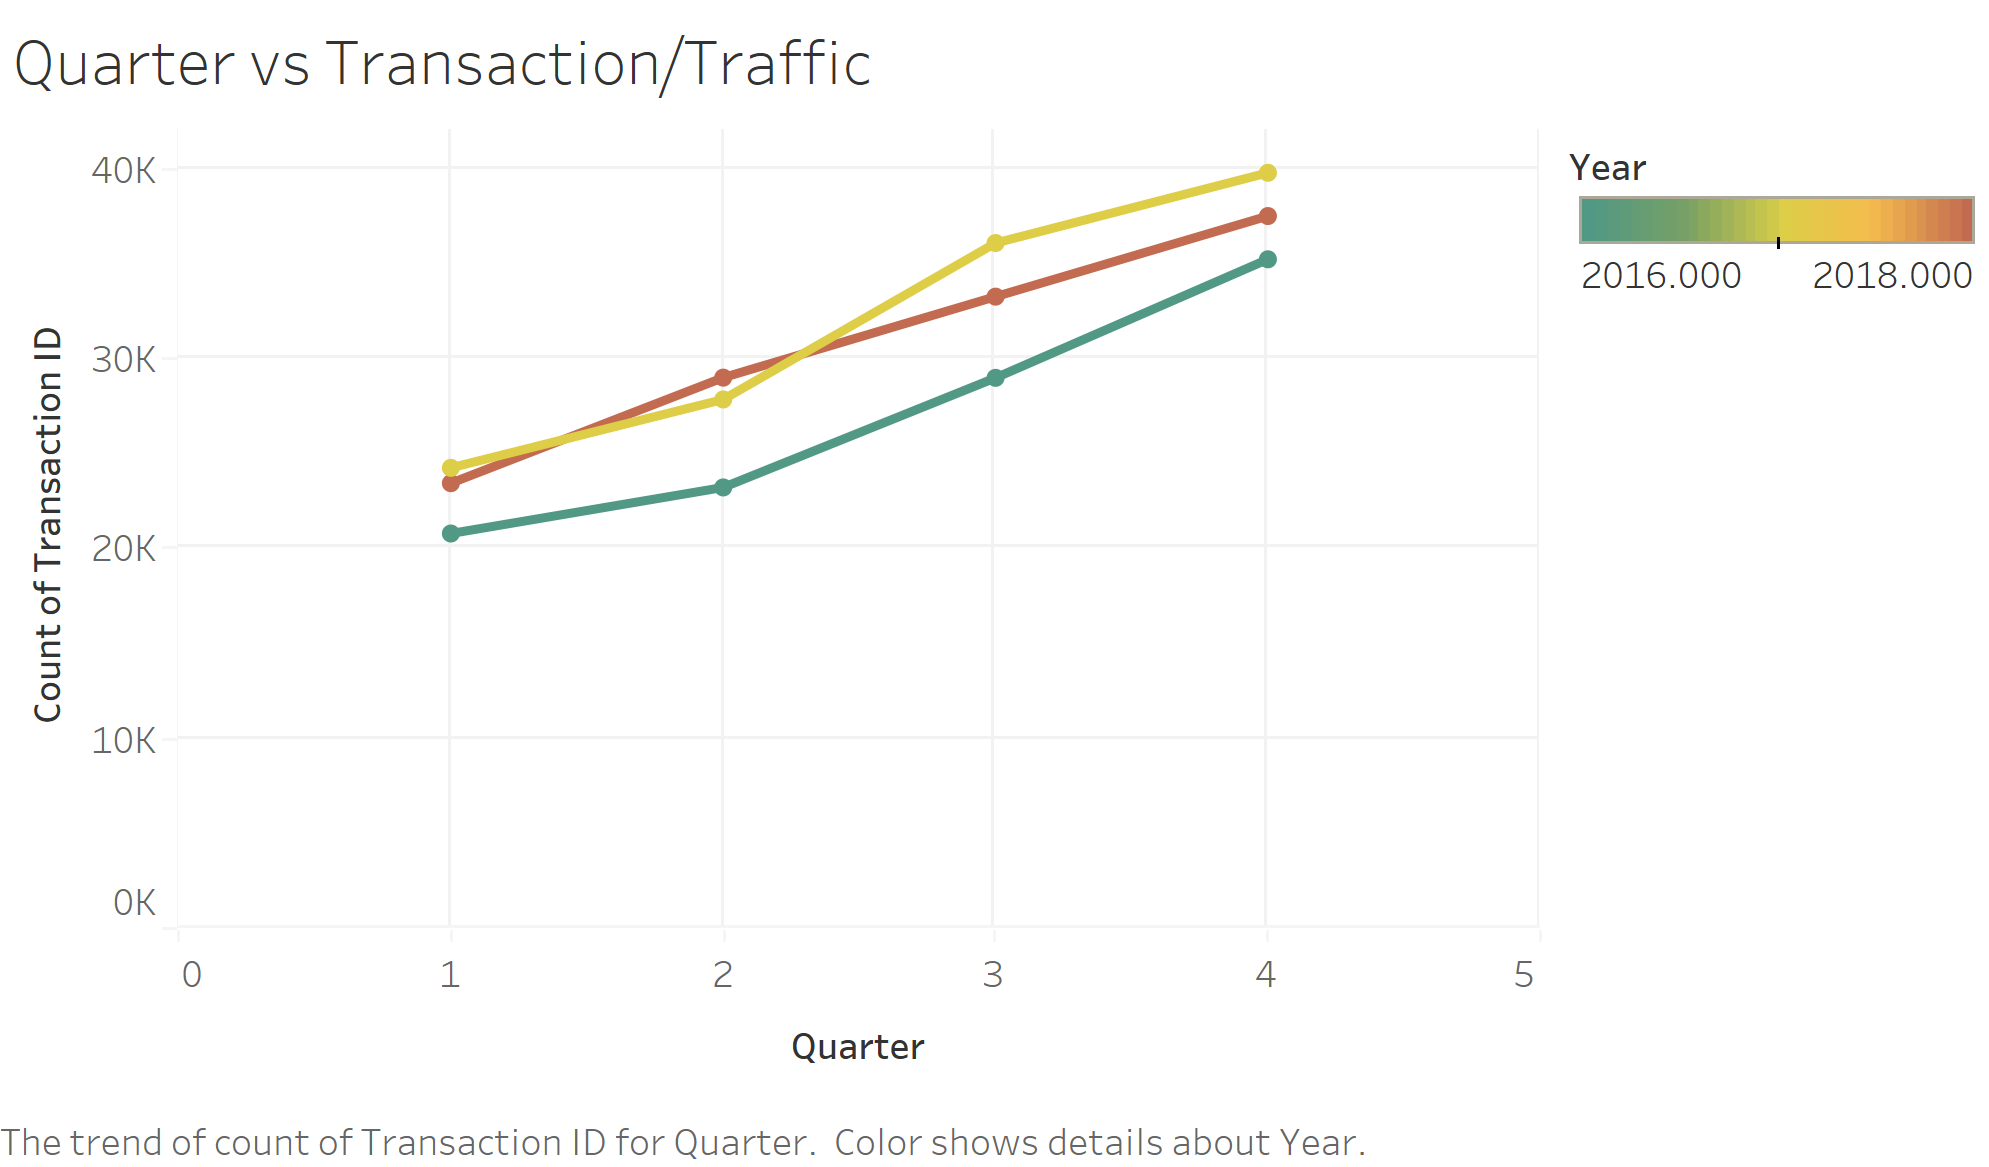 Quarter vs Transaction/Traffic
Year
2016.000 2018.000
Count of Transaction ID
40K
30K
20K
10K
0K
0 1 2 3 4 5
Quarter
The trend of count of Transaction ID for Quarter.  Color shows details about Year.